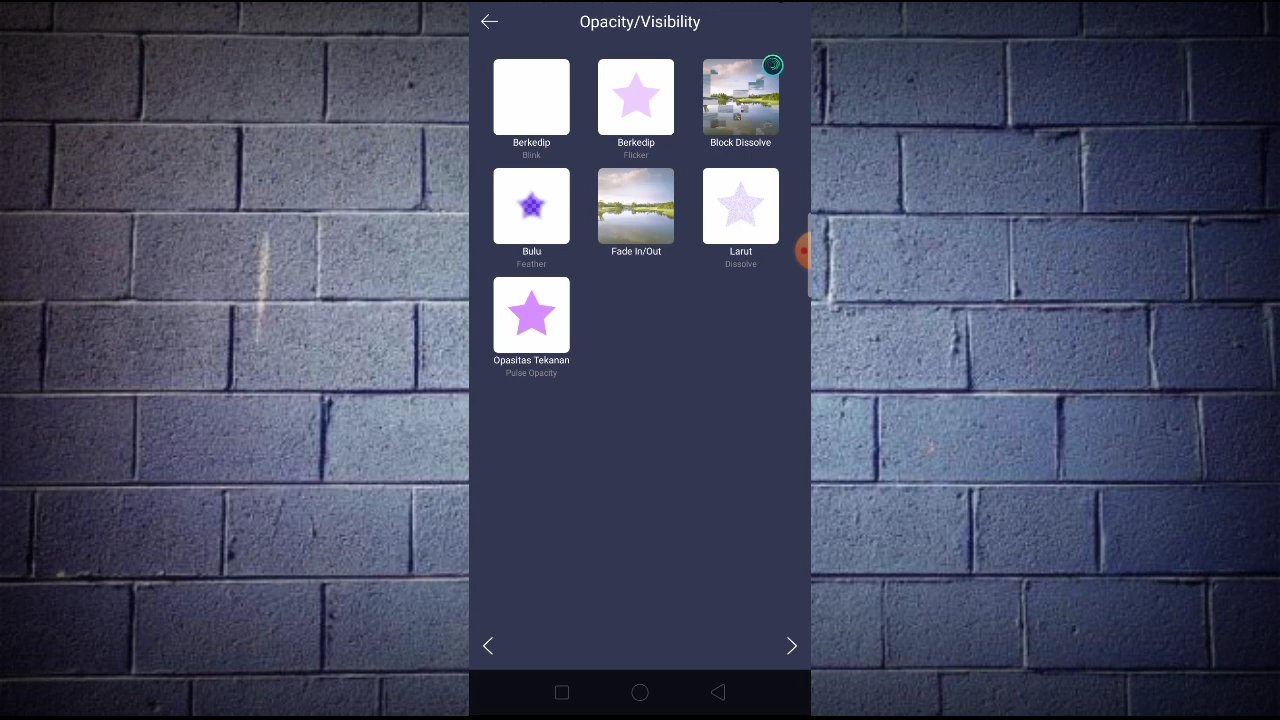 Opacity/Visibility
Berkedip
Blink
Berkedip
Flicker
Block Dissolve
Bulu
Feather
Fade In/Out
Larut
Dissolve
Opasitas Tekanan
Pulse Opacity